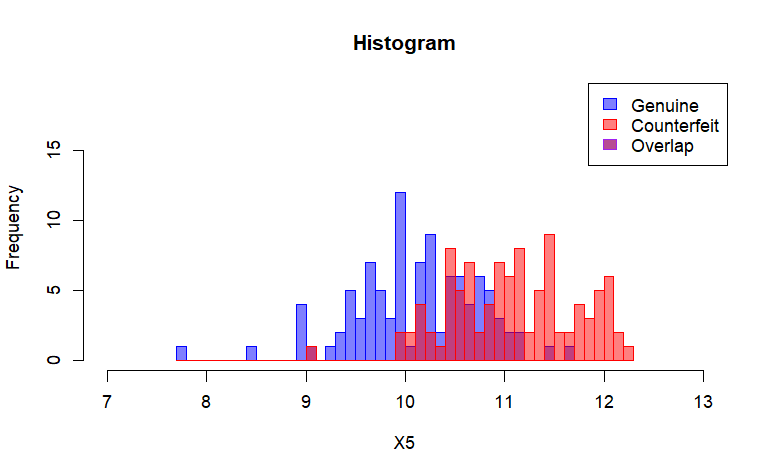 Histogram
Genuine
Counterfeit
Overlap
15
10
5
0
Frequency
7 8 9 10 11 12 13
X5